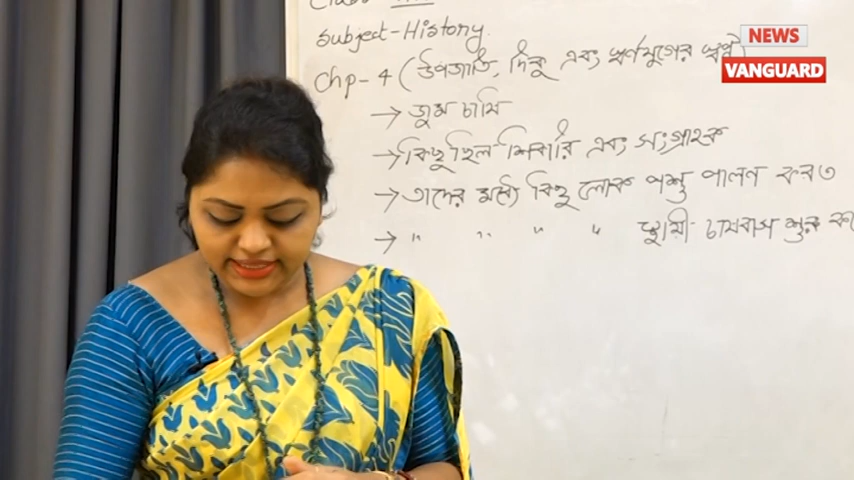 Subject-History
Chp-4 (উপজাতি, দিকু এবং স্বর্ণযুগের স্বপ্ন)
→ জুম চাষি
→ কিছু ছিল শিকারি এবং সংগ্রাহক
→ তাদের মধ্যে কিছু লোক পশু পালন করত
→ " " " " স্থায়ী চাষবাস শুরু
NEWS
VANGUARD